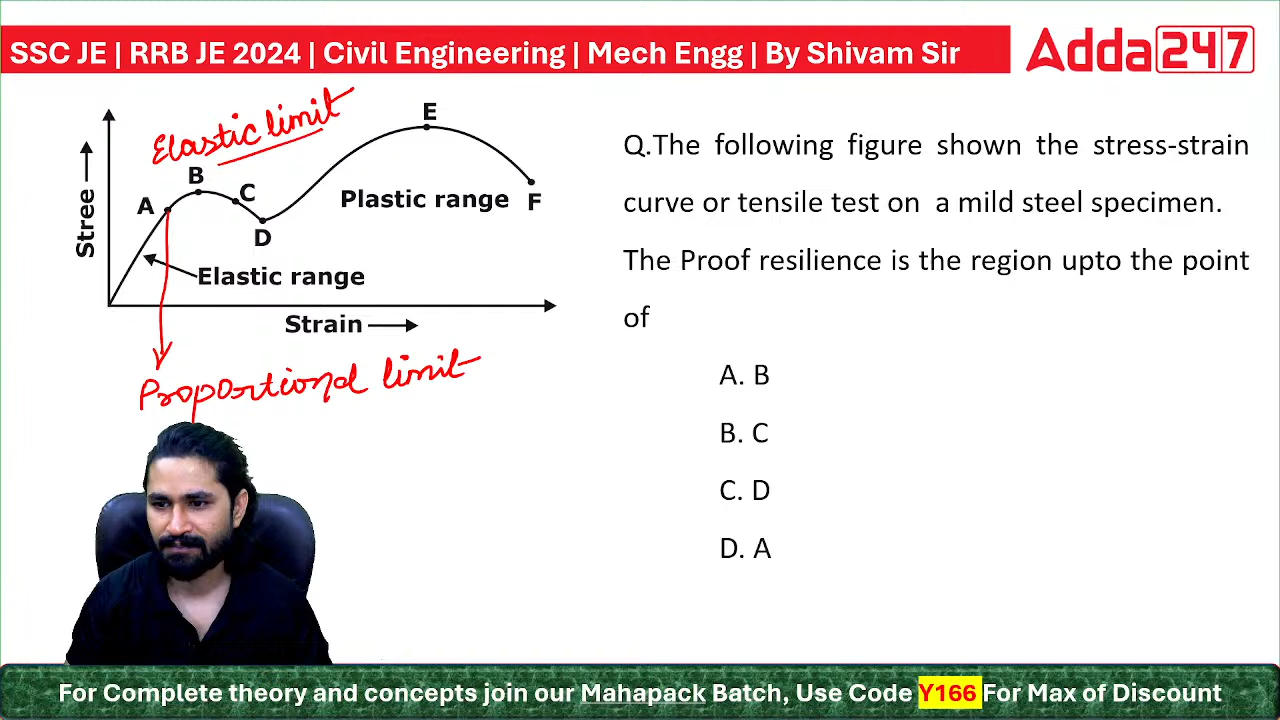 SSC JE | RRB JE 2024 | Civil Engineering | Mech Engg | By Shivam Sir
Adda247
Elastic limit
E
B
C
A
Plastic range
F
D
Stree
Elastic range
Strain
Proportional limit
Q.The following figure shown the stress-strain
curve or tensile test on a mild steel specimen.
The Proof resilience is the region upto the point
of
A. B
B. C
C. D
D. A
For Complete theory and concepts join our Mahapack Batch, Use Code Y166 For Max of Discount